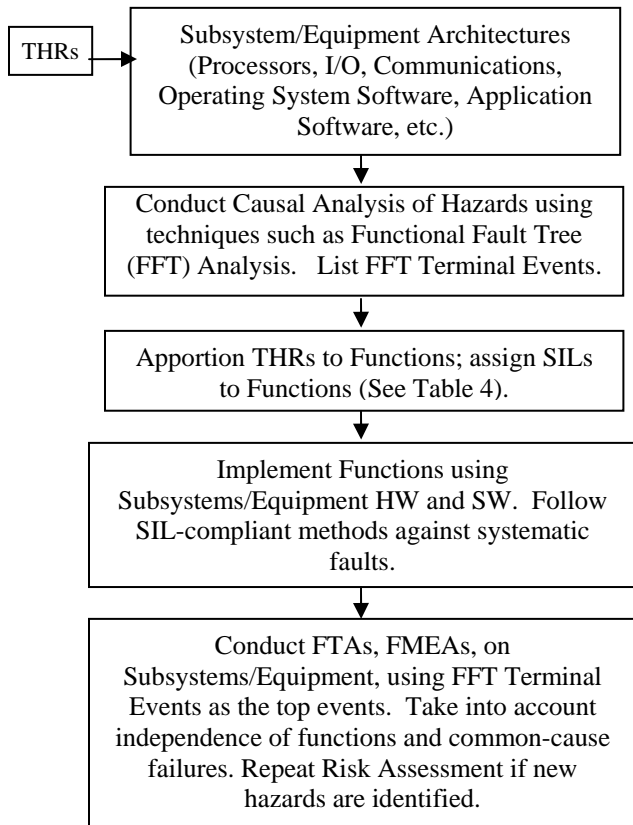 THRs
Subsystem/Equipment Architectures
(Processors, I/O, Communications,
Operating System Software, Application
Software, etc.)
Conduct Causal Analysis of Hazards using
techniques such as Functional Fault Tree
(FFT) Analysis.   List FFT Terminal Events.
Apportion THRs to Functions; assign SILs
to Functions (See Table 4).
Implement Functions using
Subsystems/Equipment HW and SW.  Follow
SIL-compliant methods against systematic
faults.
Conduct FTAs, FMEAs, on
Subsystems/Equipment, using FFT Terminal
Events as the top events.  Take into account
independence of functions and common-cause
failures. Repeat Risk Assessment if new
hazards are identified.